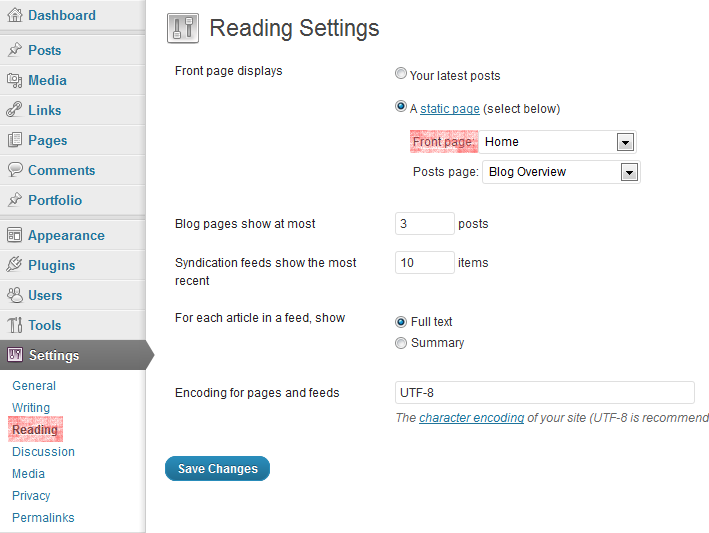 Dashboard
Posts
Media
Links
Pages
Comments
Portfolio
Appearance
Plugins
Users
Tools
Settings
General
Writing
Reading
Discussion
Media
Privacy
Permalinks
Reading Settings
Front page displays
Your latest posts
A static page (select below)
Front page: Home
Posts page: Blog Overview
Blog pages show at most 3 posts
Syndication feeds show the most
recent
10 items
For each article in a feed, show
Full text
Summary
Encoding for pages and feeds UTF-8
The character encoding of your site (UTF-8 is recommend
Save Changes